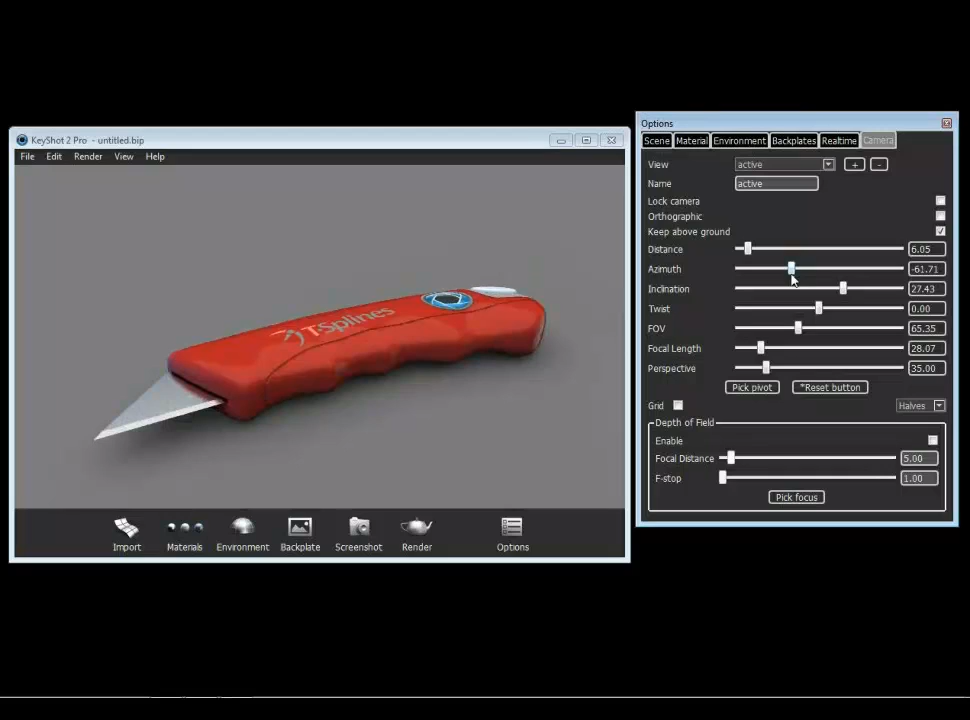 KeyShot 2 Pro - untitled.bip
File Edit Render View Help
T-Splines
Import Materials Environment Backplate Screenshot Render Options
Options
Scene Material Environment Backplates Realtime Camera
View active + -
Name active
Lock camera
Orthographic
Keep above ground
Distance 6.05
Azimuth -61.71
Inclination 27.43
Twist 0.00
FOV 65.35
Focal Length 28.07
Perspective 35.00
Pick pivot *Reset button
Grid Halves
Depth of Field
Enable
Focal Distance 5.00
F-stop 1.00
Pick focus